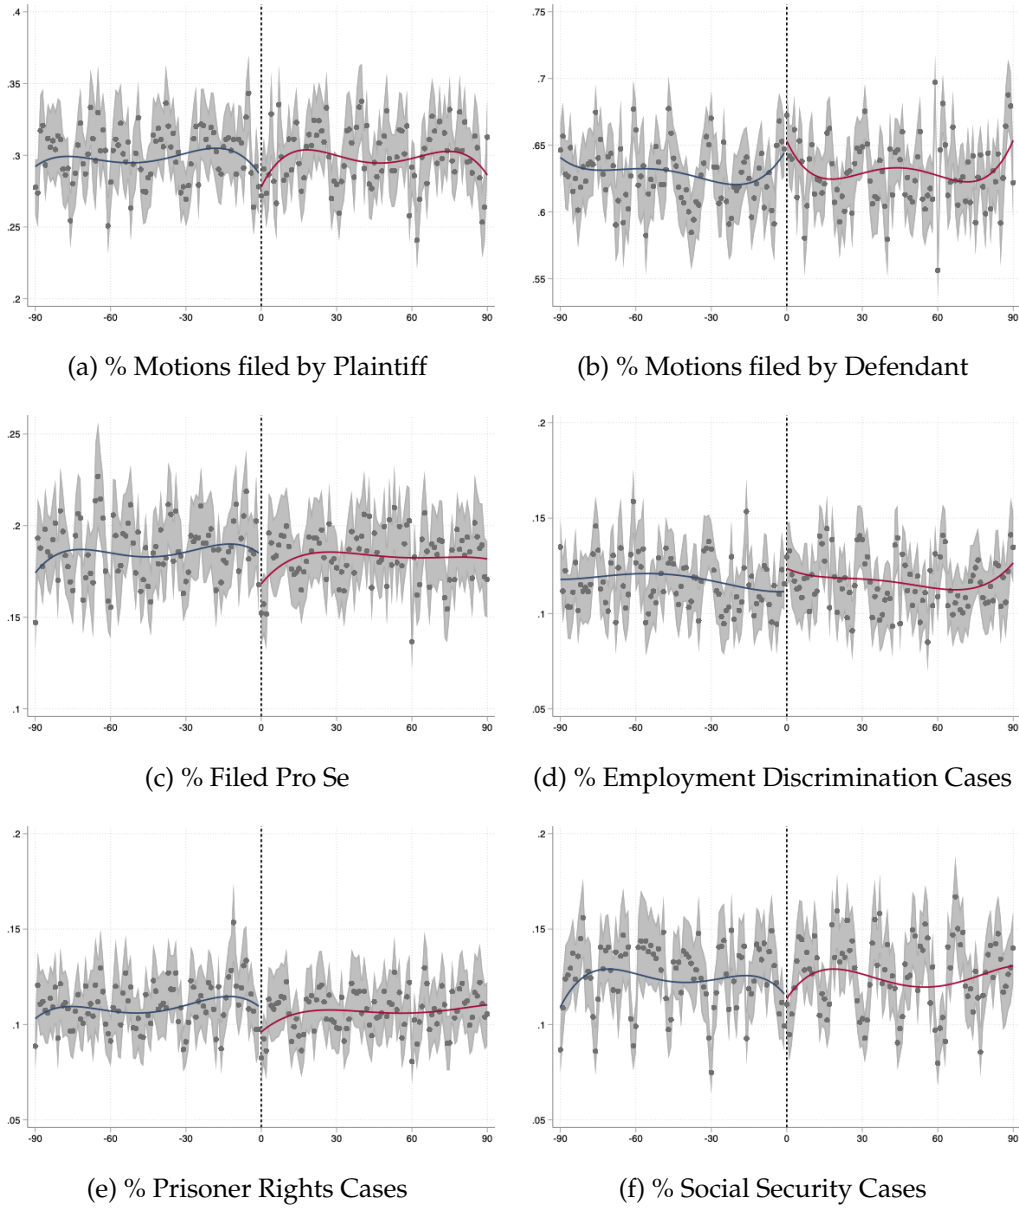 .4
.35
.3
.25
.2
-90 -60 -30 0 30 60 90
(a) % Motions filed by Plaintiff
.75
.7
.65
.6
.55
-90 -60 -30 0 30 60 90
(b) % Motions filed by Defendant
.25
.2
.15
.1
-90 -60 -30 0 30 60 90
(c) % Filed Pro Se
.2
.15
.1
.05
-90 -60 -30 0 30 60 90
(d) % Employment Discrimination Cases
.2
.15
.1
.05
-90 -60 -30 0 30 60 90
(e) % Prisoner Rights Cases
.2
.15
.1
.05
-90 -60 -30 0 30 60 90
(f) % Social Security Cases